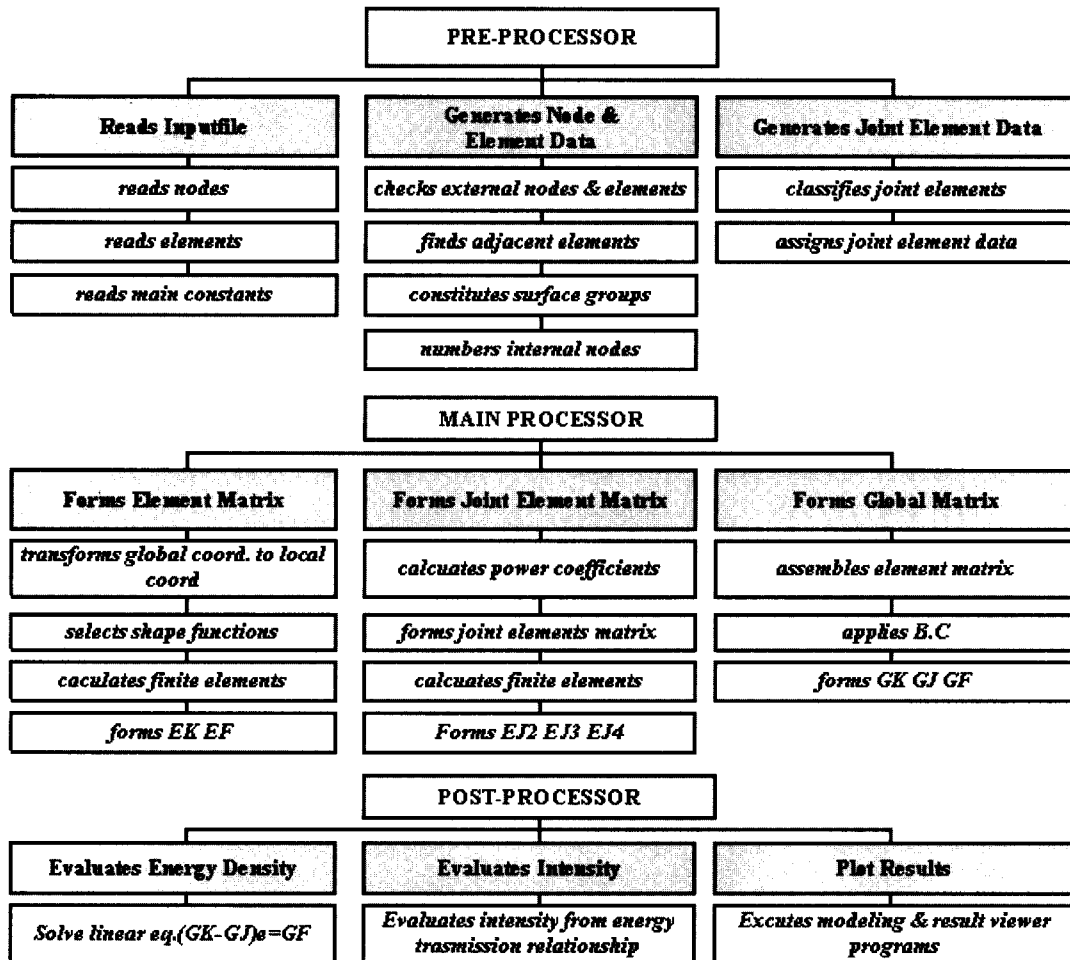 PRE-PROCESSOR
Reads Inputfile
reads nodes
reads elements
reads main constants
Generates Node &
Element Data
checks external nodes & elements
finds adjacent elements
constitutes surface groups
numbers internal nodes
Generates Joint Element Data
classifies joint elements
assigns joint element data
MAIN PROCESSOR
Forms Element Matrix
transforms global coord. to local
coord
selects shape functions
caculates finite elements
forms EK EF
Forms Joint Element Matrix
calcuates power coefficients
forms joint elements matrix
calcuates finite elements
Forms EJ2 EJ3 EJ4
Forms Global Matrix
assembles element matrix
applies B.C
forms GK GJ GF
POST-PROCESSOR
Evaluates Energy Density
Solve linear eq.(GK-GJ)e=GF
Evaluates Intensity
Evaluates intensity from energy
trasmission relationship
Plot Results
Excutes modeling & result viewer
programs